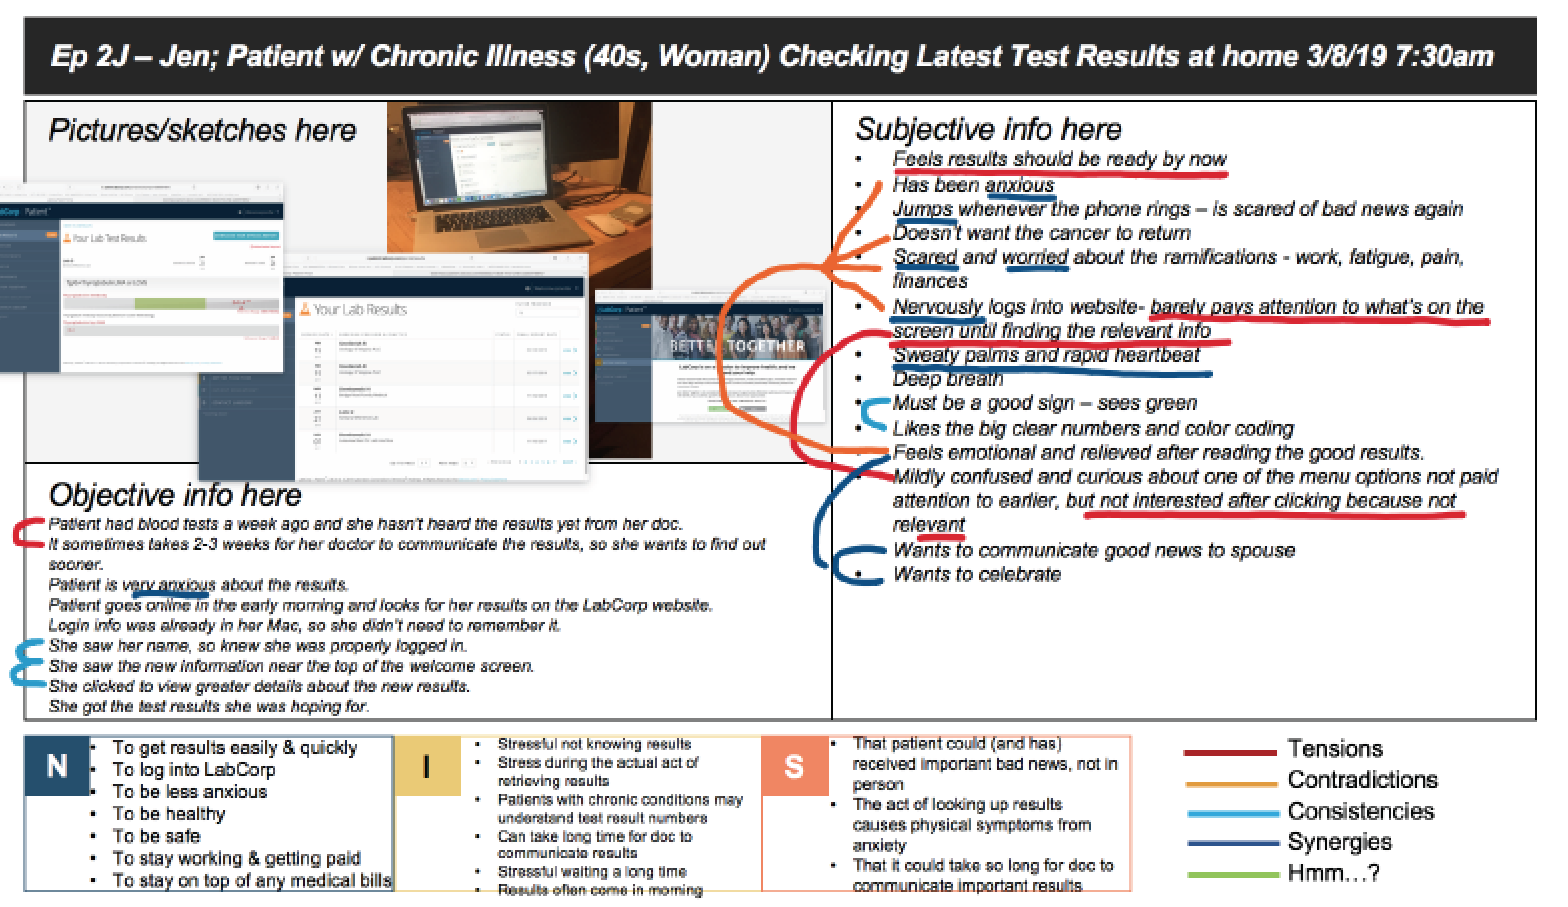 Ep 2J – Jen; Patient w/ Chronic Illness (40s, Woman) Checking Latest Test Results at home 3/8/19 7:30am
Pictures/sketches here
LabCorp Patient
Your Lab Test Results
Your Lab Results
LabCorp Patient
BETTER TOGETHER
Objective info here
Patient had blood tests a week ago and she hasn't heard the results yet from her doc.
It sometimes takes 2-3 weeks for her doctor to communicate the results, so she wants to find out
sooner.
Patient is very anxious about the results.
Patient goes online in the early morning and looks for her results on the LabCorp website.
Login info was already in her Mac, so she didn't need to remember it.
She saw her name, so knew she was properly logged in.
She saw the new information near the top of the welcome screen.
She clicked to view greater details about the new results.
She got the test results she was hoping for.
Subjective info here
• Feels results should be ready by now
• Has been anxious
• Jumps whenever the phone rings – is scared of bad news again
• Doesn't want the cancer to return
• Scared and worried about the ramifications - work, fatigue, pain,
finances
• Nervously logs into website- barely pays attention to what's on the
screen until finding the relevant info
• Sweaty palms and rapid heartbeat
• Deep breath
• Must be a good sign – sees green
• Likes the big clear numbers and color coding
• Feels emotional and relieved after reading the good results.
• Mildly confused and curious about one of the menu options not paid
attention to earlier, but not interested after clicking because not
relevant
• Wants to communicate good news to spouse
• Wants to celebrate
N
• To get results easily & quickly
• To log into LabCorp
• To be less anxious
• To be healthy
• To be safe
• To stay working & getting paid
• To stay on top of any medical bills
I
• Stressful not knowing results
• Stress during the actual act of
retrieving results
• Patients with chronic conditions may
understand test result numbers
• Can take long time for doc to
communicate results
• Stressful waiting a long time
• Results often come in morning
S
• That patient could (and has)
received important bad news, not in
person
• The act of looking up results
causes physical symptoms from
anxiety
• That it could take so long for doc to
communicate important results
Tensions
Contradictions
Consistencies
Synergies
Hmm…?